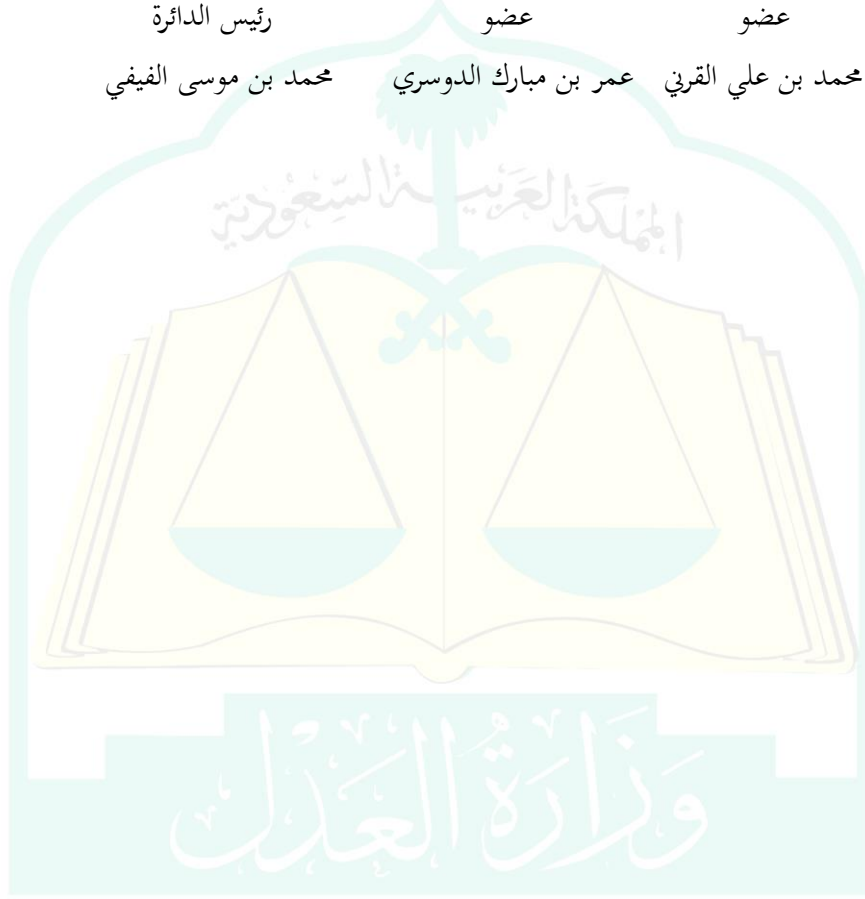 عضو عضو رئيس الدائرة
محمد بن علي القرني عمر بن مبارك الدوسري محمد بن موسى الفيفي
المملكة العربية السعودية
وزارة العدل